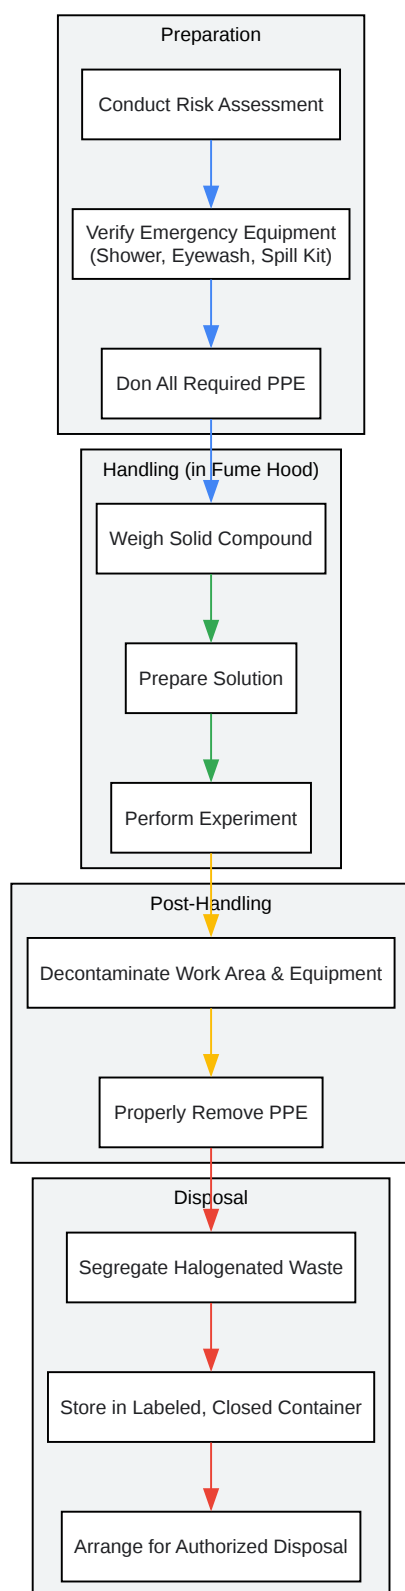 Preparation
Conduct Risk Assessment
Verify Emergency Equipment
(Shower, Eyewash, Spill Kit)
Don All Required PPE
Handling (in Fume Hood)
Weigh Solid Compound
Prepare Solution
Perform Experiment
Post-Handling
Decontaminate Work Area & Equipment
Properly Remove PPE
Disposal
Segregate Halogenated Waste
Store in Labeled, Closed Container
Arrange for Authorized Disposal